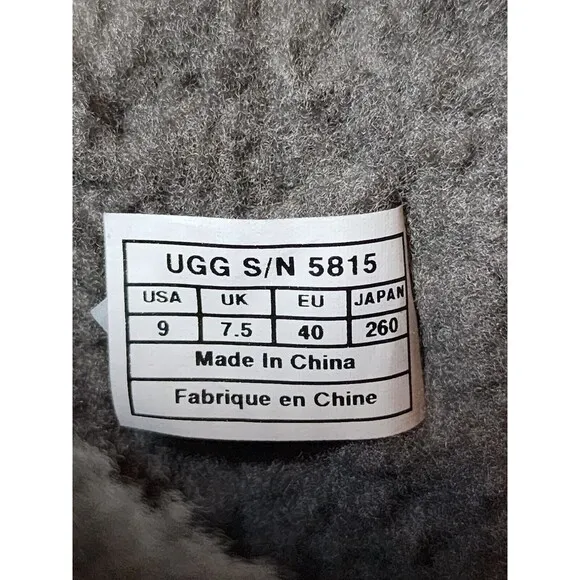 UGG S/N 5815
USA UK EU JAPAN
9 7.5 40 260
Made In China
Fabrique en Chine